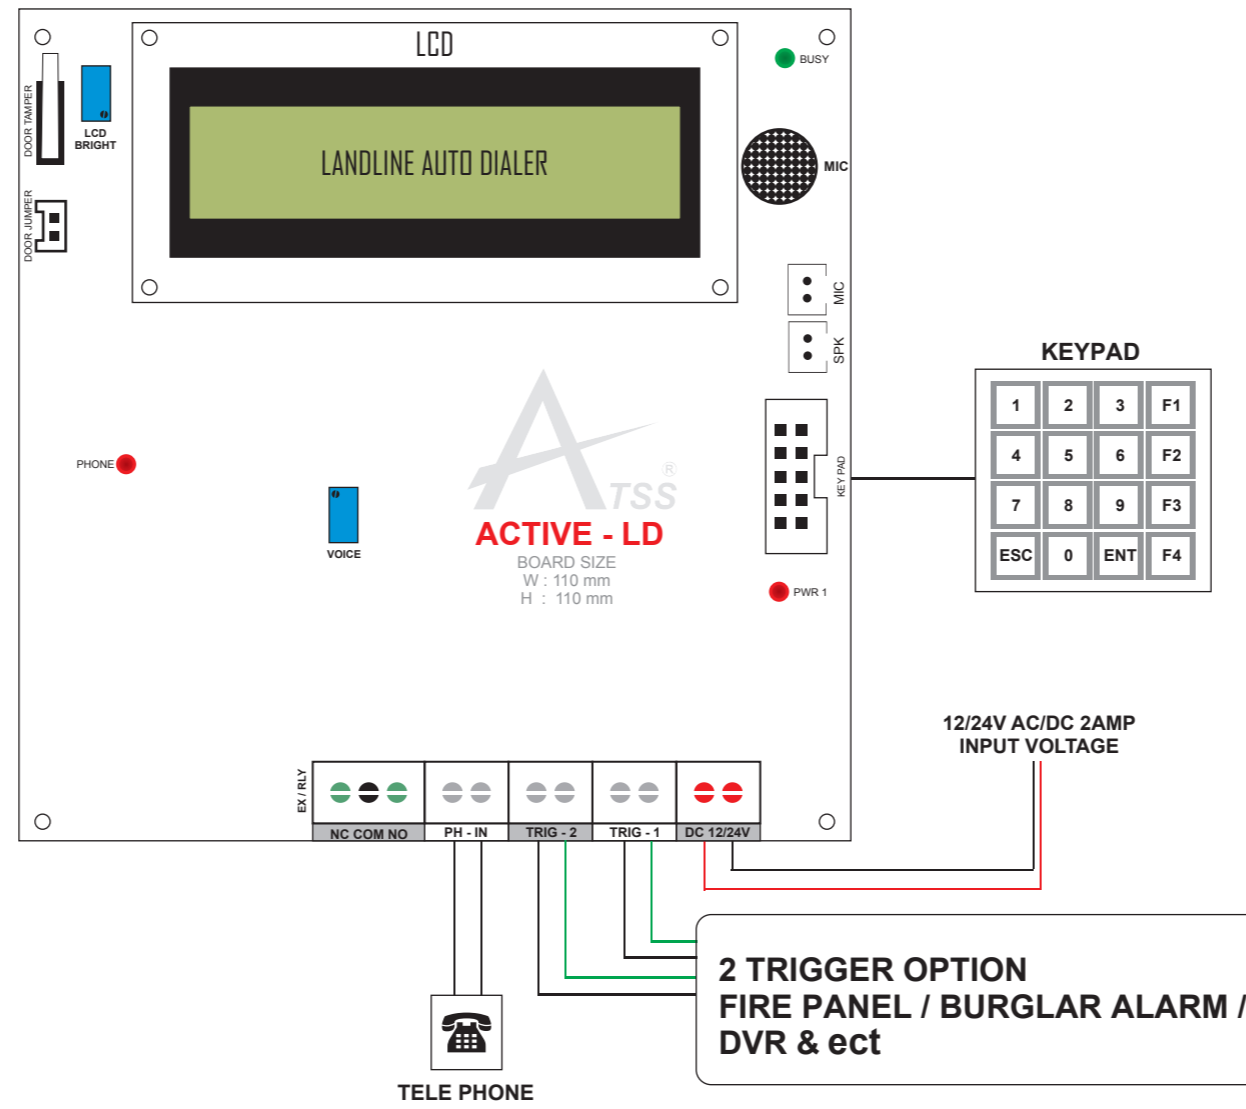 LCD
BUSY
DOOR TAMPER
LCD
BRIGHT
LANDLINE AUTO DIALER
MIC
DOOR JUMPER
MIC
SPK
KEYPAD
1 2 3 F1
4 5 6 F2
7 8 9 F3
ESC 0 ENT F4
PHONE
KEY PAD
A
TSS ®
ACTIVE - LD
BOARD SIZE
W : 110 mm
H : 110 mm
VOICE
PWR 1
12/24V AC/DC 2AMP
INPUT VOLTAGE
EX / RLY
NC COM NO PH - IN TRIG - 2 TRIG - 1 DC 12/24V
2 TRIGGER OPTION
FIRE PANEL / BURGLAR ALARM /
DVR & ect
TELE PHONE